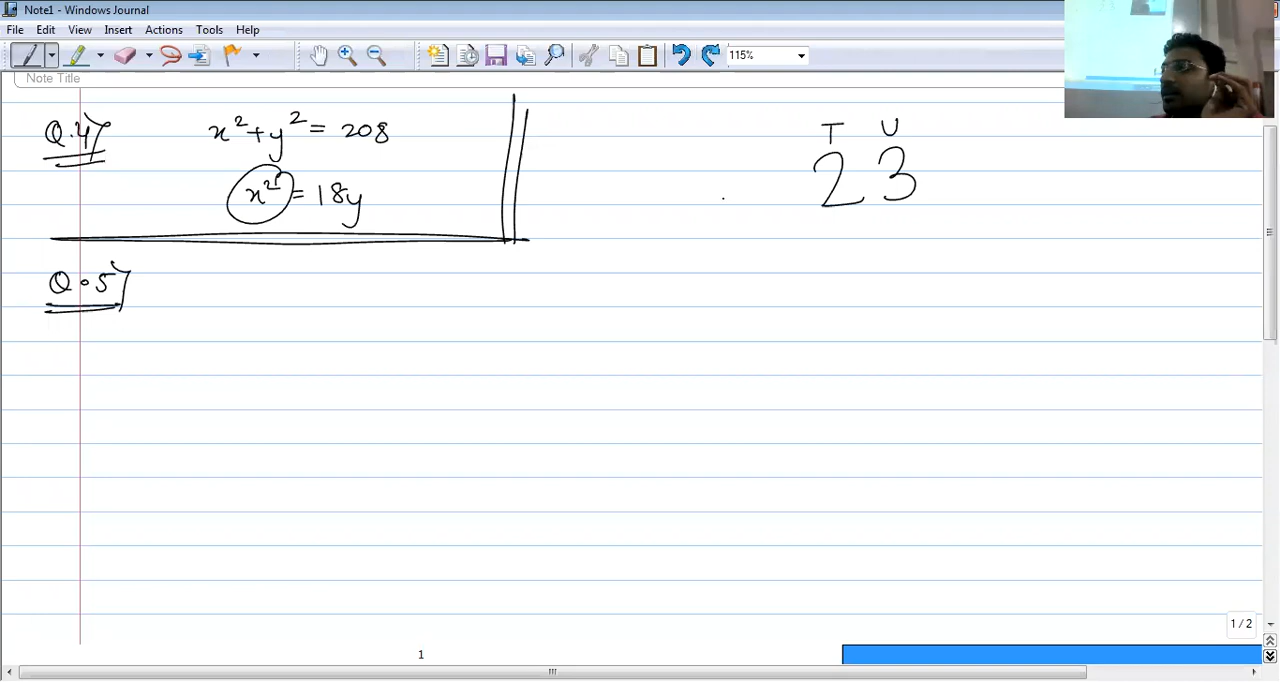 Note1 - Windows Journal
File Edit View Insert Actions Tools Help
115%
Note Title
Q.4) x² + y² = 208
x² = 18y
T U
2 3
Q.5)
1 / 2
1